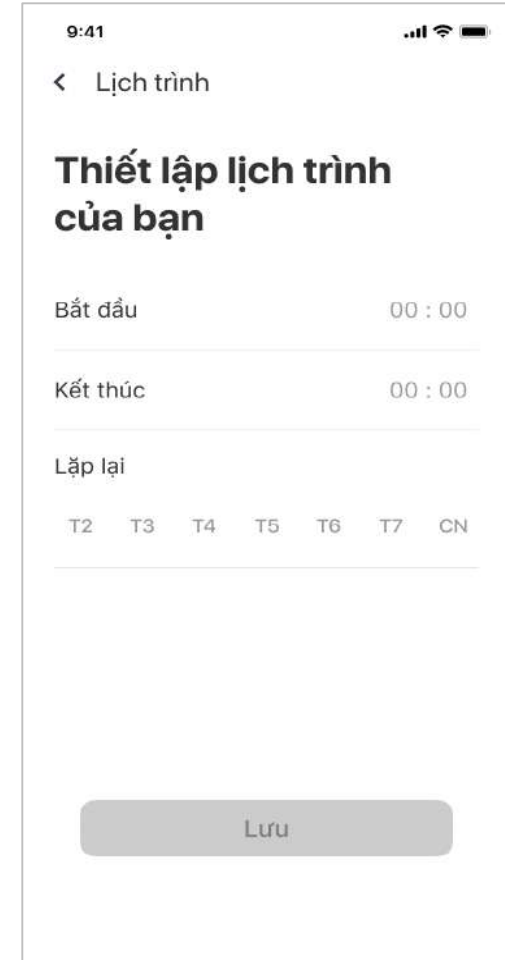 9:41
Lịch trình
Thiết lập lịch trình
của bạn
Bắt đầu 00 : 00
Kết thúc 00 : 00
Lặp lại
T2 T3 T4 T5 T6 T7 CN
Lưu